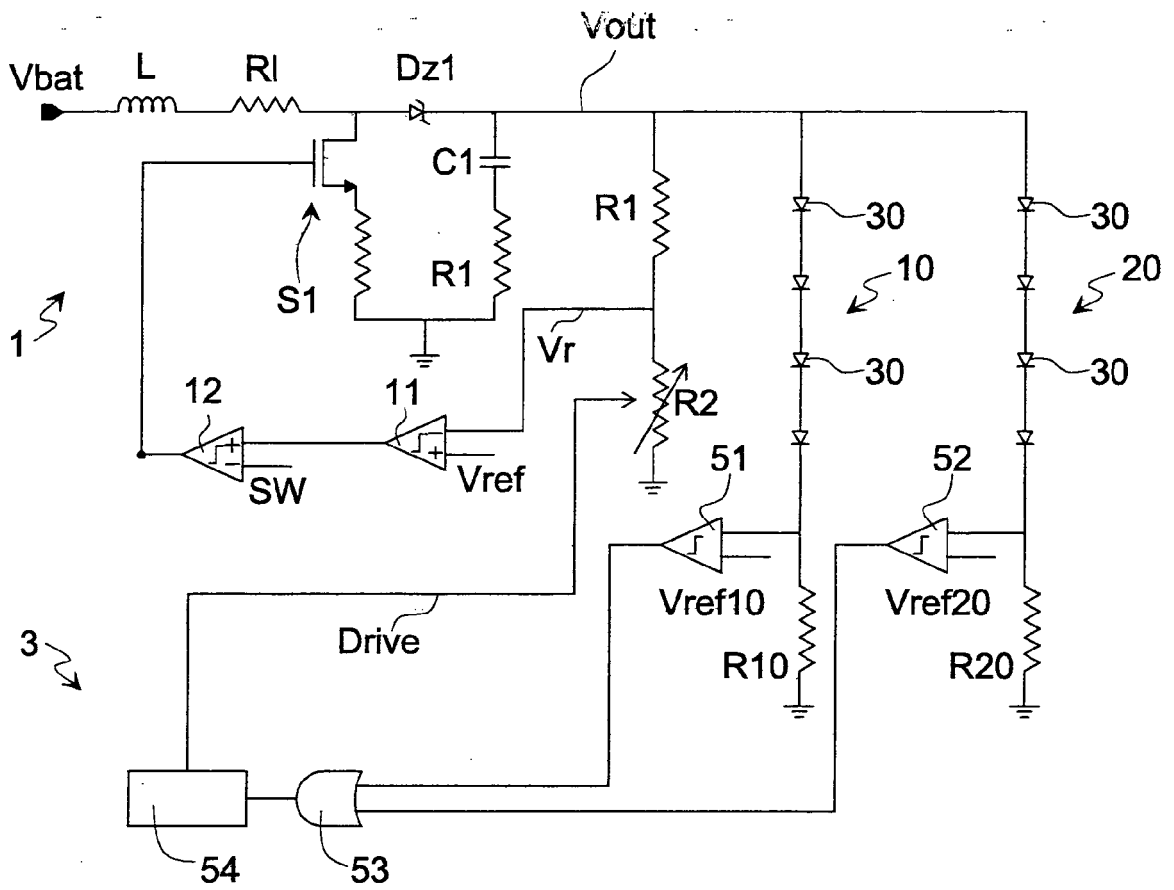 Vout
Vbat
L
Rl
Dz1
C1
R1
30
30
10
20
S1
R1
1
Vr
30
30
12
11
R2
+
−
−
+
SW
Vref
51
52
Vref10
Vref20
Drive
3
R10
R20
54
53